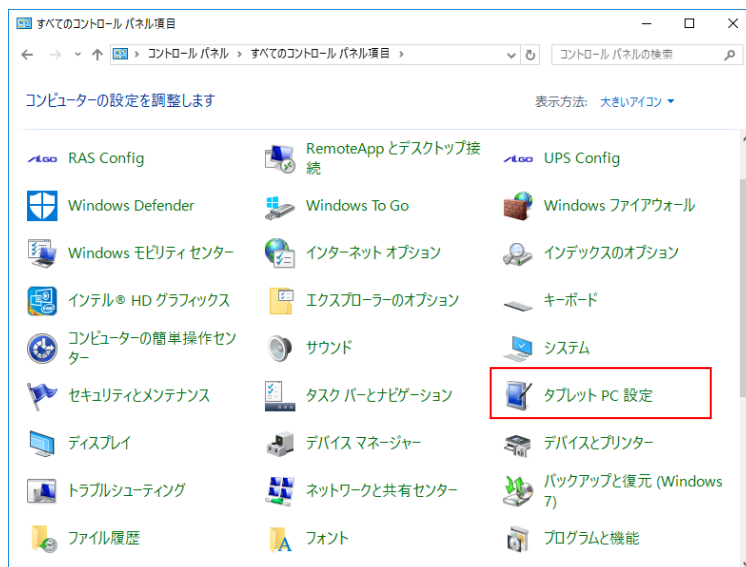 すべてのコントロール パネル項目
コントロール パネル › すべてのコントロール パネル項目 ›
コントロール パネルの検索
コンピューターの設定を調整します
表示方法: 大きいアイコン
ALGO RAS Config
RemoteApp とデスクトップ接
続
ALGO UPS Config
Windows Defender
Windows To Go
Windows ファイアウォール
Windows モビリティ センター
インターネット オプション
インデックスのオプション
インテル® HD グラフィックス
エクスプローラーのオプション
キーボード
コンピューターの簡単操作セン
ター
サウンド
システム
セキュリティとメンテナンス
タスク バーとナビゲーション
タブレット PC 設定
ディスプレイ
デバイス マネージャー
デバイスとプリンター
トラブルシューティング
ネットワークと共有センター
バックアップと復元 (Windows
7)
ファイル履歴
フォント
プログラムと機能